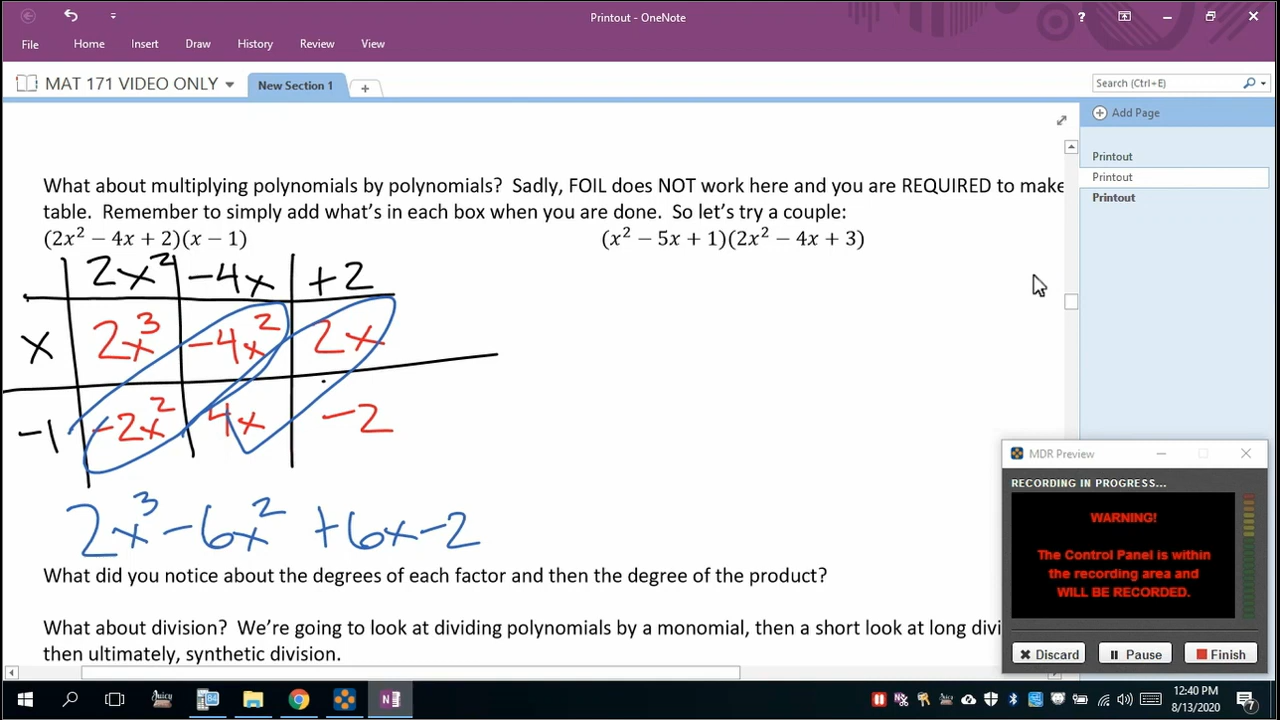 Printout - OneNote
?
File Home Insert Draw History Review View
MAT 171 VIDEO ONLY New Section 1 +
Search (Ctrl+E)
Add Page
Printout
Printout
Printout
What about multiplying polynomials by polynomials? Sadly, FOIL does NOT work here and you are REQUIRED to make
table. Remember to simply add what's in each box when you are done. So let's try a couple:
(2x² − 4x + 2)(x − 1) (x² − 5x + 1)(2x² − 4x + 3)
2x² -4x +2
x 2x³ -4x² 2x
-1 -2x² 4x -2
2x³ -6x² +6x -2
What did you notice about the degrees of each factor and then the degree of the product?
What about division? We're going to look at dividing polynomials by a monomial, then a short look at long divi
then ultimately, synthetic division.
MDR Preview
RECORDING IN PROGRESS...
WARNING!
The Control Panel is within
the recording area and
WILL BE RECORDED.
Discard Pause Finish
Juicy
12:40 PM
8/13/2020
7